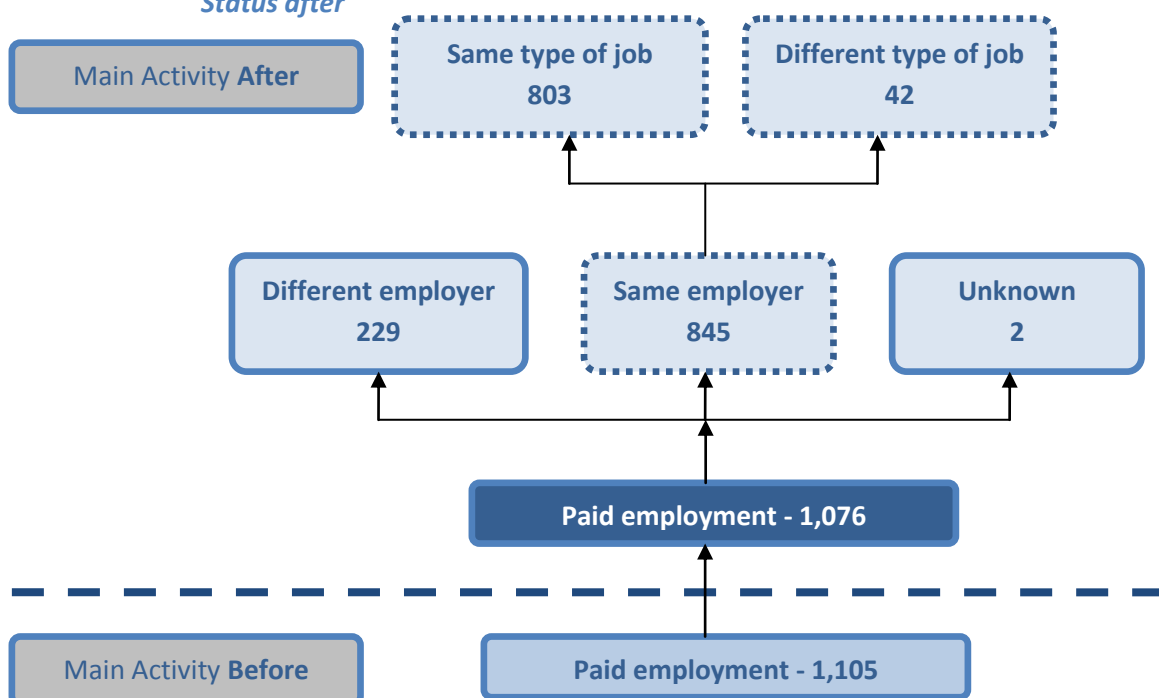 Status after
Main Activity After
Same type of job
803
Different type of job
42
Different employer
229
Same employer
845
Unknown
2
Paid employment - 1,076
Main Activity Before
Paid employment - 1,105